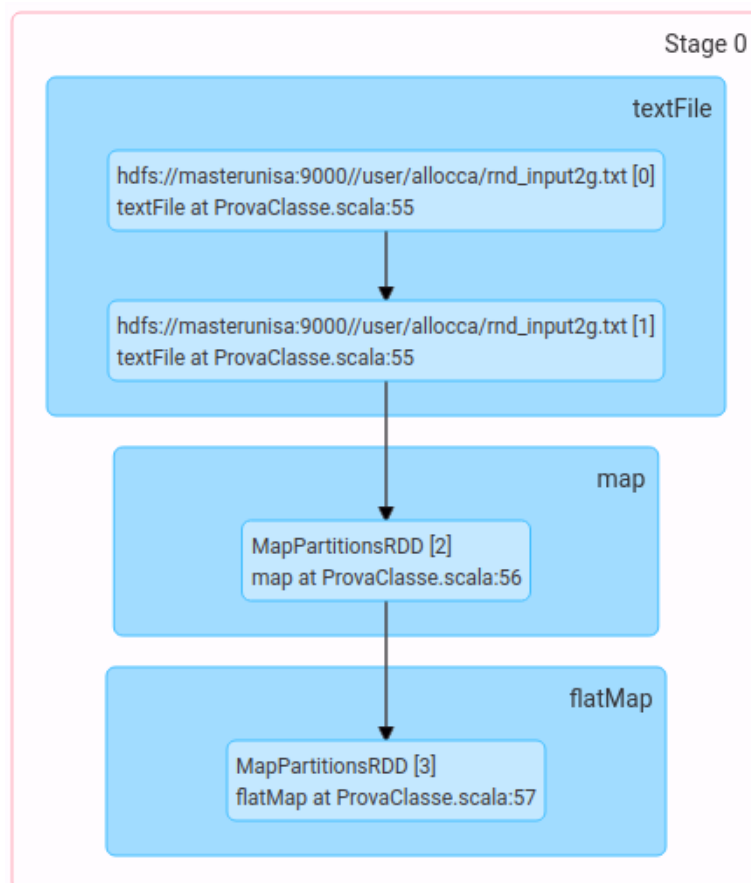 Stage 0
textFile
hdfs://masterunisa:9000//user/allocca/rnd_input2g.txt [0]
textFile at ProvaClasse.scala:55
hdfs://masterunisa:9000//user/allocca/rnd_input2g.txt [1]
textFile at ProvaClasse.scala:55
map
MapPartitionsRDD [2]
map at ProvaClasse.scala:56
flatMap
MapPartitionsRDD [3]
flatMap at ProvaClasse.scala:57